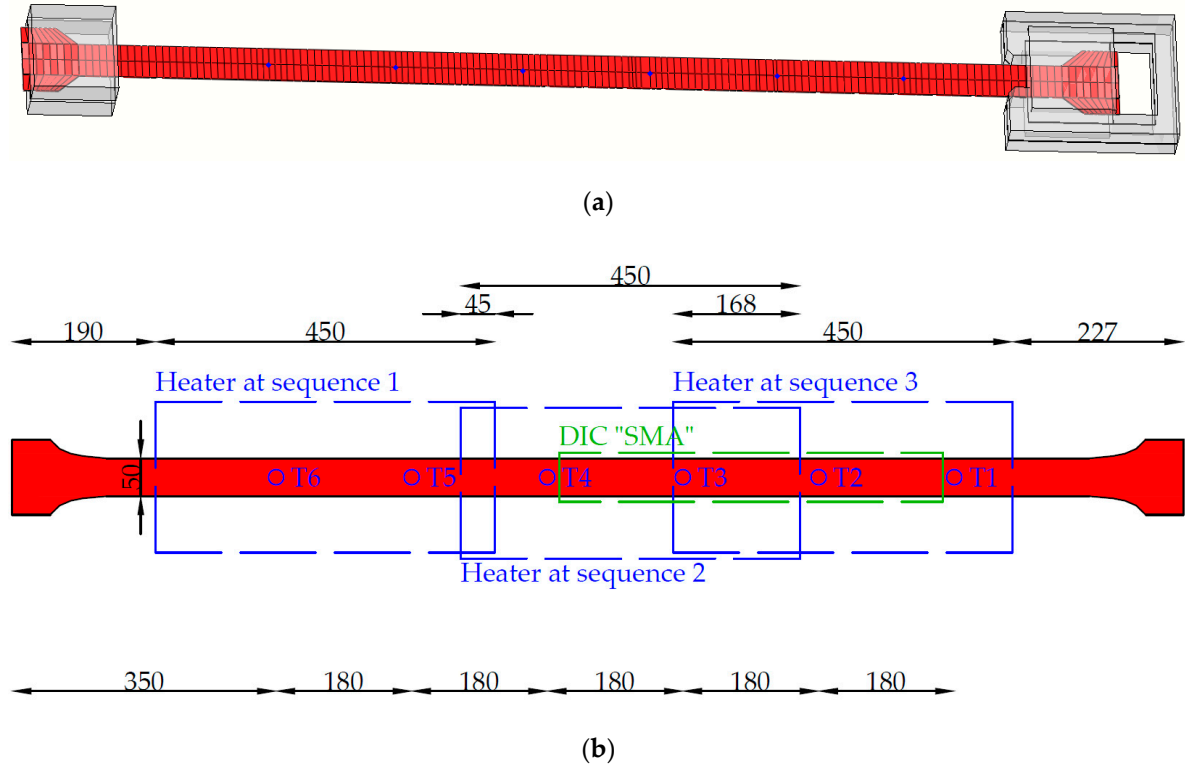 (a)
450
45 168
190 450 450 227
Heater at sequence 1 Heater at sequence 3
DIC "SMA"
50 T6 T5 T4 T3 T2 T1
Heater at sequence 2
350 180 180 180 180 180
(b)